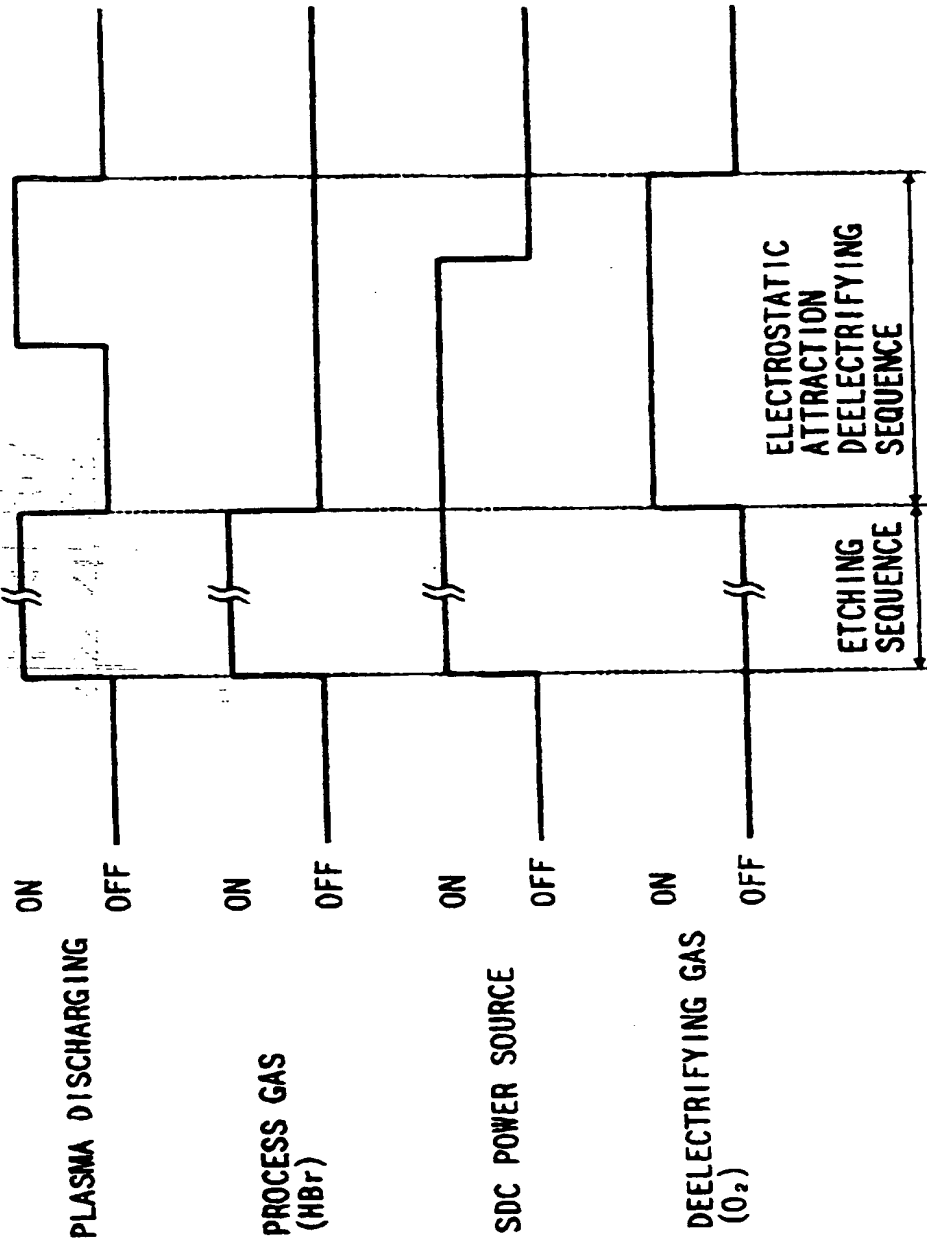 PLASMA DISCHARGING
ON
OFF
PROCESS GAS
(HBr)
ON
OFF
SDC POWER SOURCE
ON
OFF
DEELECTRIFYING GAS
(O₂)
ON
OFF
ETCHING
SEQUENCE
ELECTROSTATIC
ATTRACTION
DEELECTRIFYING
SEQUENCE